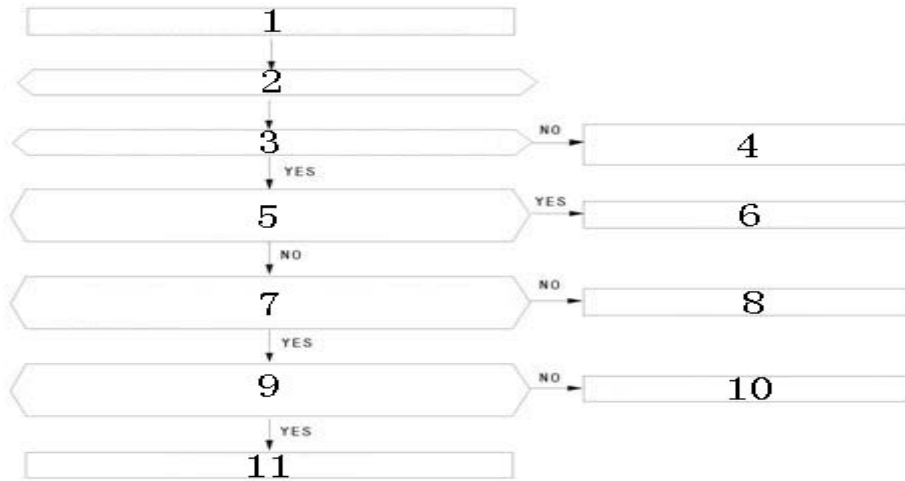 1
2
3
NO
4
YES
5
YES
6
NO
7
NO
8
YES
9
NO
10
YES
11